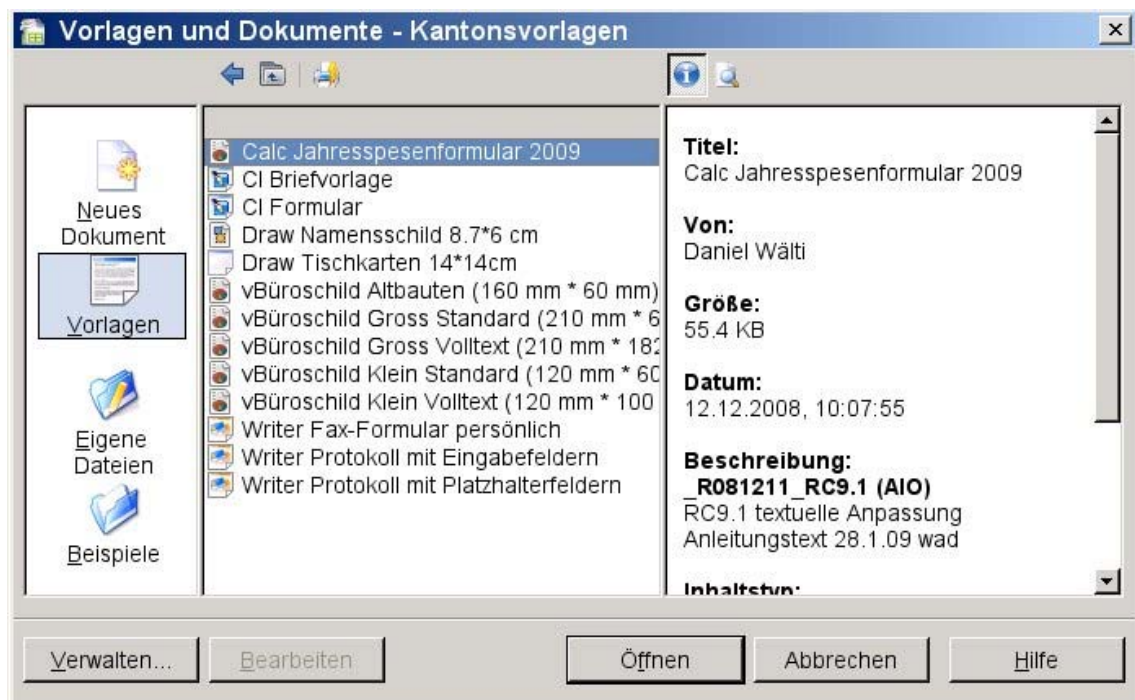 Vorlagen und Dokumente - Kantonsvorlagen
Neues
Dokument
Vorlagen
Eigene
Dateien
Beispiele
Calc Jahresspesenformular 2009
CI Briefvorlage
CI Formular
Draw Namensschild 8.7*6 cm
Draw Tischkarten 14*14cm
vBüroschild Altbauten (160 mm * 60 mm)
vBüroschild Gross Standard (210 mm * 6
vBüroschild Gross Volltext (210 mm * 182
vBüroschild Klein Standard (120 mm * 60
vBüroschild Klein Volltext (120 mm * 100
Writer Fax-Formular persönlich
Writer Protokoll mit Eingabefeldern
Writer Protokoll mit Platzhalterfeldern
Titel:
Calc Jahresspesenformular 2009
Von:
Daniel Wälti
Größe:
55.4 KB
Datum:
12.12.2008, 10:07:55
Beschreibung:
_R081211_RC9.1 (AIO)
RC9.1 textuelle Anpassung
Anleitungstext 28.1.09 wad
Inhaltstyp:
Verwalten...
Bearbeiten
Öffnen
Abbrechen
Hilfe